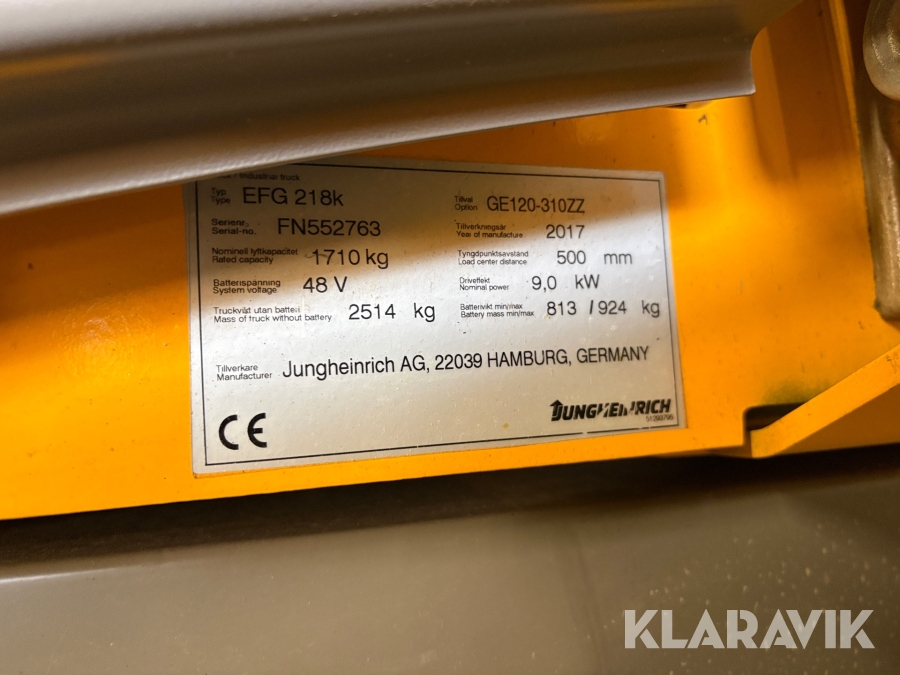 / Industrial truck
Typ
Type EFG 218k
Tillval
Option GE120-310ZZ
Serienr.
Serial-no. FN552763
Tillverkningsår
Year of manufacture 2017
Nominell lyftkapacitet
Rated capacity 1710 kg
Tyngdpunktsavstånd
Load center distance 500 mm
Batterispänning
System voltage 48 V
Driveffekt
Nominal power 9,0 kW
Truckvikt utan batteri
Mass of truck without battery 2514 kg
Batterivikt min/max
Battery mass min/max 813 / 924 kg
Tillverkare
Manufacturer Jungheinrich AG, 22039 HAMBURG, GERMANY
CE
JUNGHEINRICH
KLARAVIK